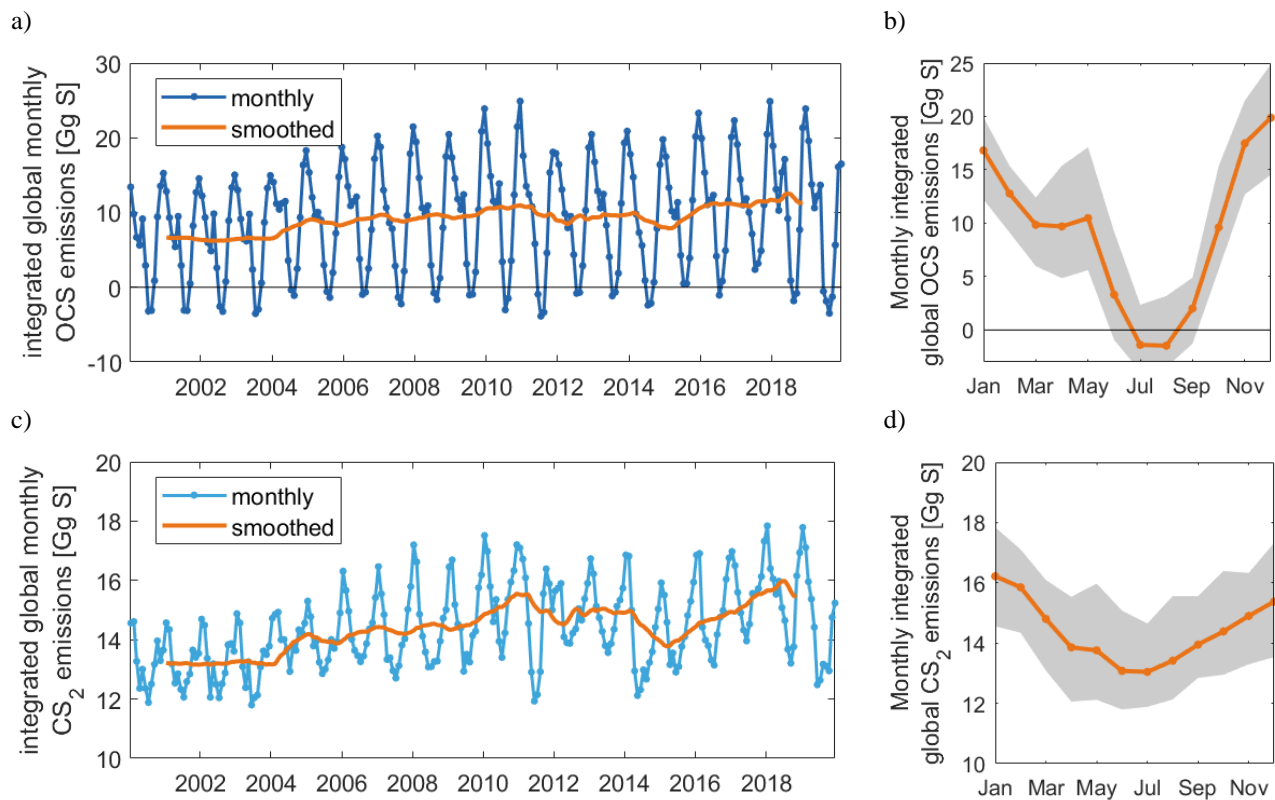 a)
integrated global monthly
OCS emissions [Gg S]
30
20
10
0
-10
monthly
smoothed
2002 2004 2006 2008 2010 2012 2014 2016 2018
b)
Monthly integrated
global OCS emissions [Gg S]
25
20
15
10
5
0
Jan Mar May Jul Sep Nov
c)
integrated global monthly
CS2 emissions [Gg S]
20
18
16
14
12
10
monthly
smoothed
2002 2004 2006 2008 2010 2012 2014 2016 2018
d)
Monthly integrated
global CS2 emissions [Gg S]
20
18
16
14
12
10
Jan Mar May Jul Sep Nov